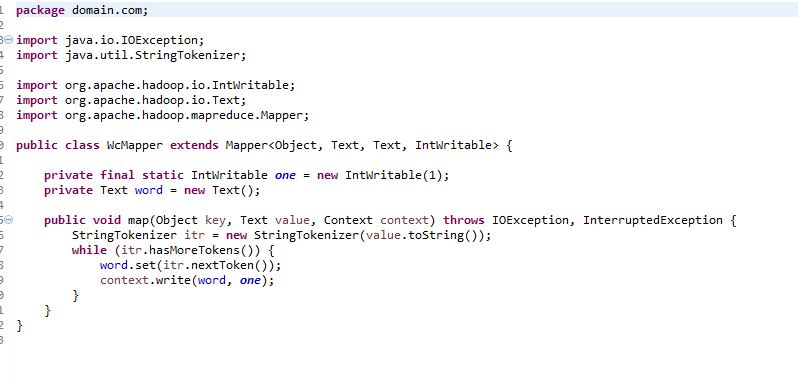 1 package domain.com;
2
3 import java.io.IOException;
4 import java.util.StringTokenizer;
5
6 import org.apache.hadoop.io.IntWritable;
7 import org.apache.hadoop.io.Text;
8 import org.apache.hadoop.mapreduce.Mapper;
9
0 public class WcMapper extends Mapper<Object, Text, Text, IntWritable> {
1
2     private final static IntWritable one = new IntWritable(1);
3     private Text word = new Text();
4
5     public void map(Object key, Text value, Context context) throws IOException, InterruptedException {
6         StringTokenizer itr = new StringTokenizer(value.toString());
7         while (itr.hasMoreTokens()) {
8             word.set(itr.nextToken());
9             context.write(word, one);
0         }
1     }
2 }
3